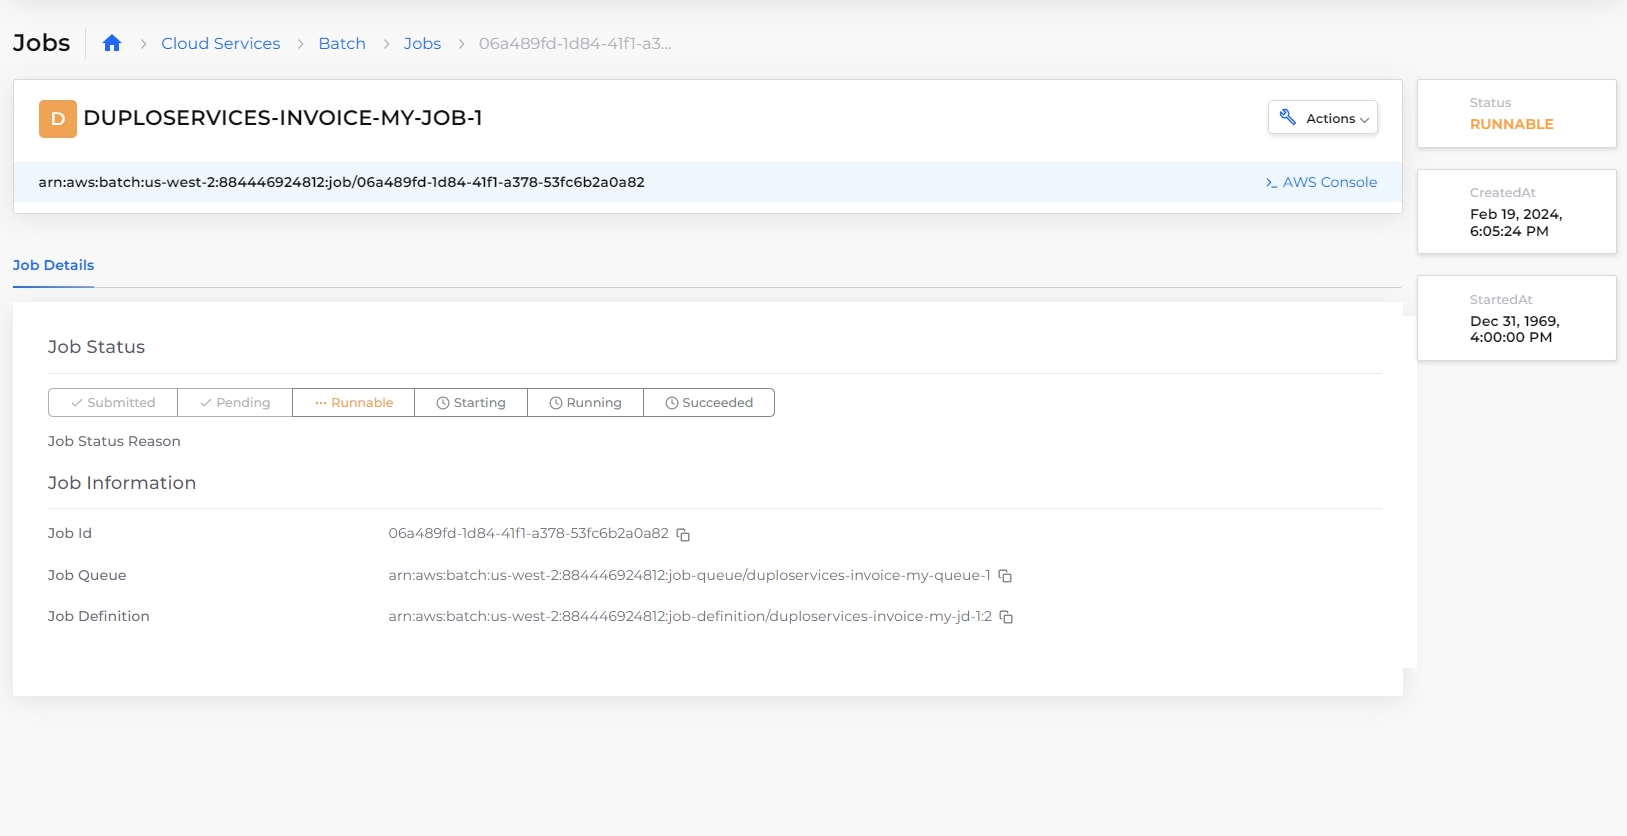 Jobs
Cloud Services
Batch
Jobs
06a489fd-1d84-41f1-a3...
D
DUPLOSERVICES-INVOICE-MY-JOB-1
Actions
arn:aws:batch:us-west-2:884446924812:job/06a489fd-1d84-41f1-a378-53fc6b2a0a82
AWS Console
Status
RUNNABLE
CreatedAt
Feb 19, 2024,
6:05:24 PM
StartedAt
Dec 31, 1969,
4:00:00 PM
Job Details
Job Status
Submitted
Pending
Runnable
Starting
Running
Succeeded
Job Status Reason
Job Information
Job Id
06a489fd-1d84-41f1-a378-53fc6b2a0a82
Job Queue
arn:aws:batch:us-west-2:884446924812:job-queue/duploservices-invoice-my-queue-1
Job Definition
arn:aws:batch:us-west-2:884446924812:job-definition/duploservices-invoice-my-jd-1:2